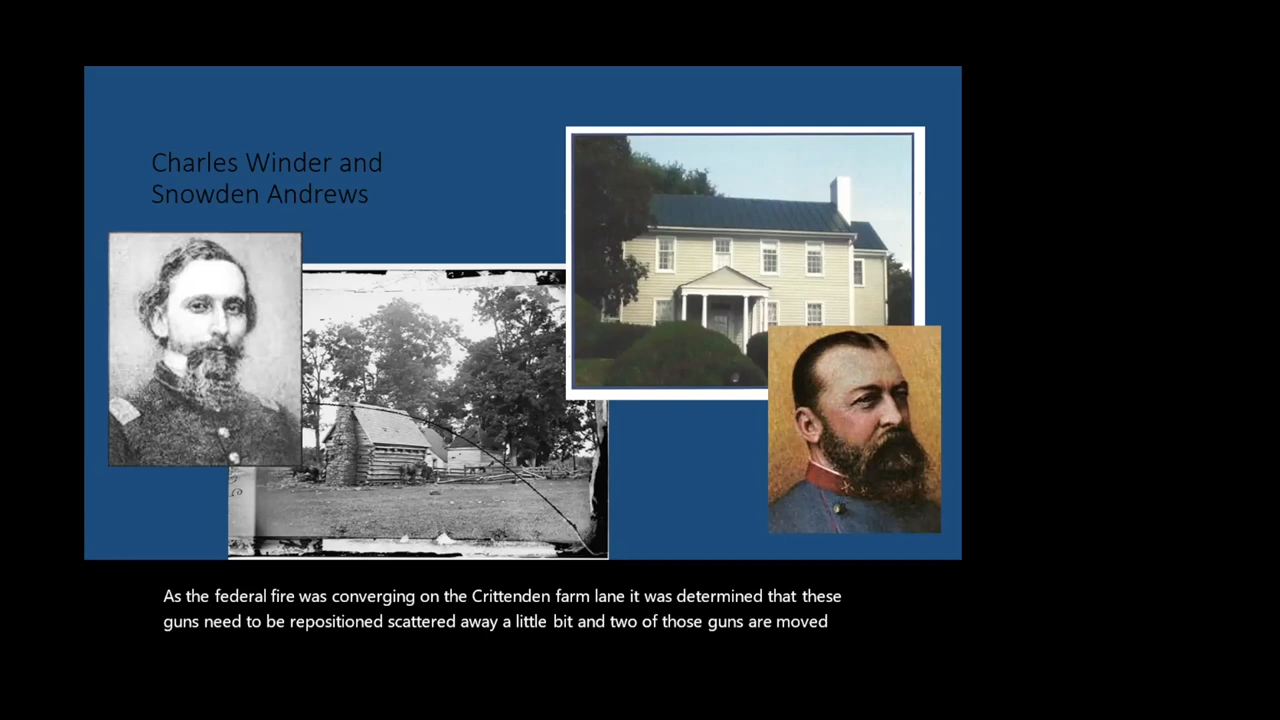 Charles Winder and
Snowden Andrews
As the federal fire was converging on the Crittenden farm lane it was determined that these
guns need to be repositioned scattered away a little bit and two of those guns are moved